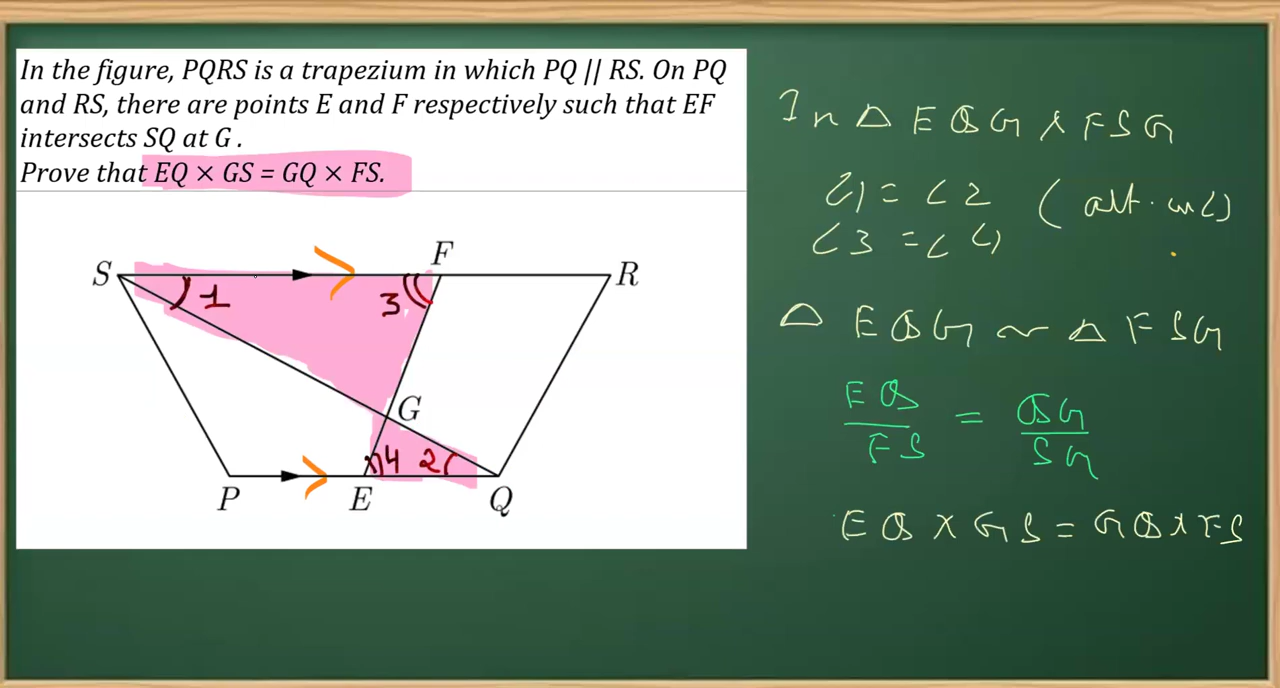 In the figure, PQRS is a trapezium in which PQ || RS. On PQ
and RS, there are points E and F respectively such that EF
intersects SQ at G .
Prove that EQ × GS = GQ × FS.
S
F
R
1
3
G
4
2
P
E
Q
In △ EQG & FSG
∠1 = ∠2 (alt. in ∠)
∠3 = ∠4
△ EQG ~ △ FSG
EQ/FS = QG/SG
EQ × GS = GQ × FS